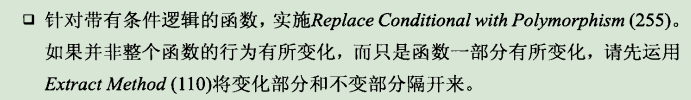 ❑ 针对带有条件逻辑的函数，实施Replace Conditional with Polymorphism (255)。
如果并非整个函数的行为有所变化，而只是函数一部分有所变化，请先运用
Extract Method (110)将变化部分和不变部分隔开来。